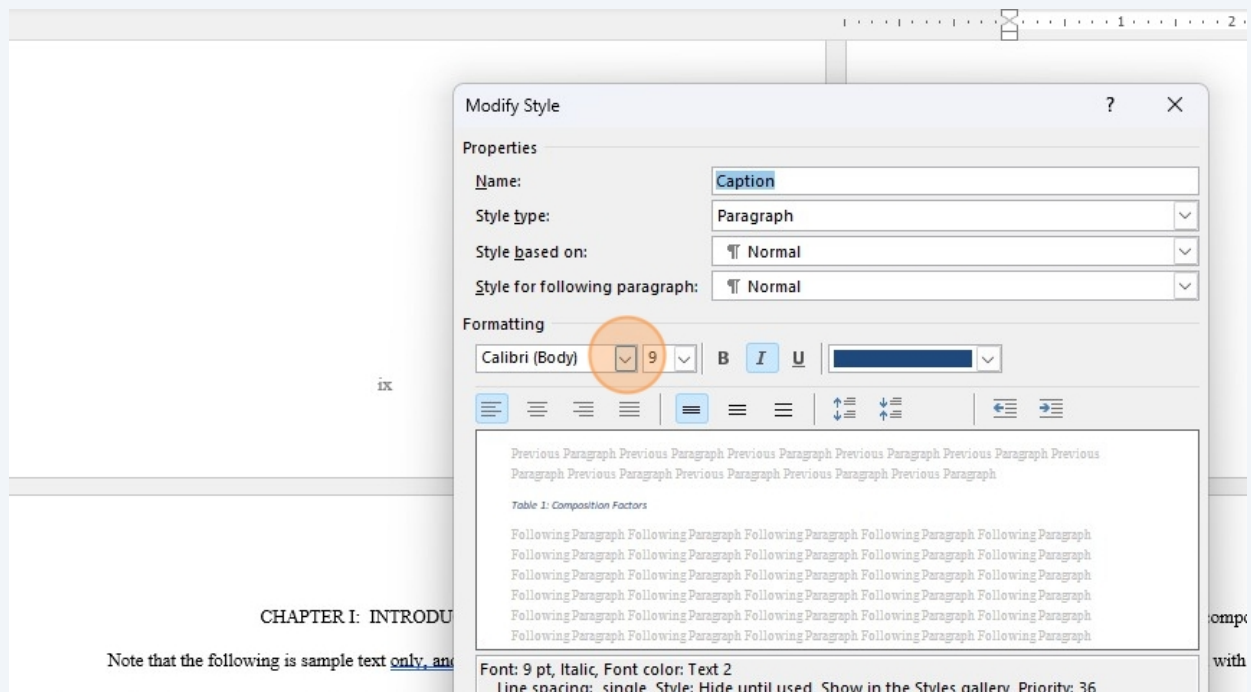 1 2
Modify Style ? ×
Properties
Name: Caption
Style type: Paragraph
Style based on: ¶ Normal
Style for following paragraph: ¶ Normal
Formatting
Calibri (Body) 9 B I U
ix
Previous Paragraph Previous Paragraph Previous Paragraph Previous Paragraph Previous Paragraph Previous
Paragraph Previous Paragraph Previous Paragraph Previous Paragraph Previous Paragraph
Table 1: Composition Factors
Following Paragraph Following Paragraph Following Paragraph Following Paragraph Following Paragraph
Following Paragraph Following Paragraph Following Paragraph Following Paragraph Following Paragraph
Following Paragraph Following Paragraph Following Paragraph Following Paragraph Following Paragraph
Following Paragraph Following Paragraph Following Paragraph Following Paragraph Following Paragraph
Following Paragraph Following Paragraph Following Paragraph Following Paragraph Following Paragraph
Following Paragraph Following Paragraph Following Paragraph Following Paragraph Following Paragraph
CHAPTER I: INTRODU
Note that the following is sample text only, and with
Font: 9 pt, Italic, Font color: Text 2
Line spacing: single, Style: Hide until used, Show in the Styles gallery, Priority: 36